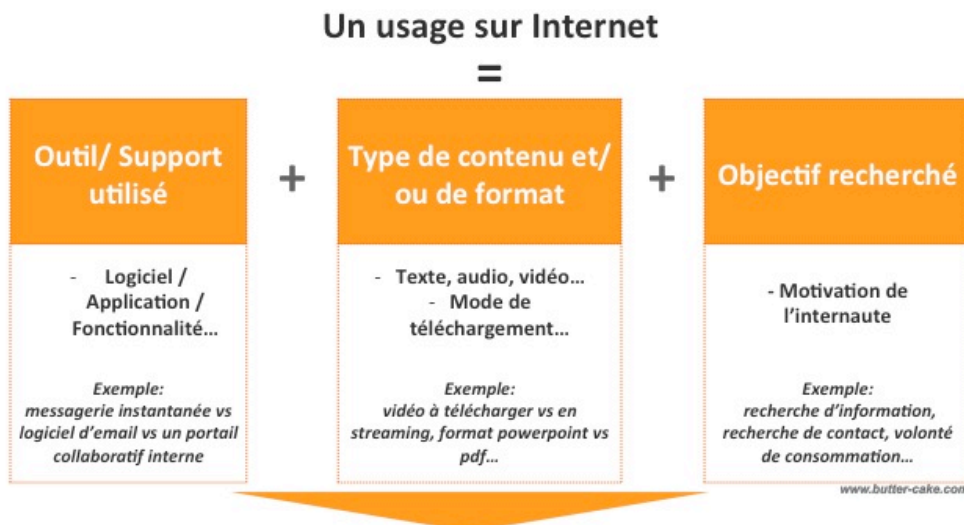 Un usage sur Internet
=
Outil/ Support
utilisé
+
Type de contenu et/
ou de format
+
Objectif recherché
- Logiciel /
Application /
Fonctionnalité...
Exemple:
messagerie instantanée vs
logiciel d'email vs un portail
collaboratif interne
- Texte, audio, vidéo...
- Mode de
téléchargement...
Exemple:
vidéo à télécharger vs en
streaming, format powerpoint vs
pdf...
- Motivation de
l'internaute
Exemple:
recherche d'information,
recherche de contact, volonté
de consommation...
www.butter-cake.com